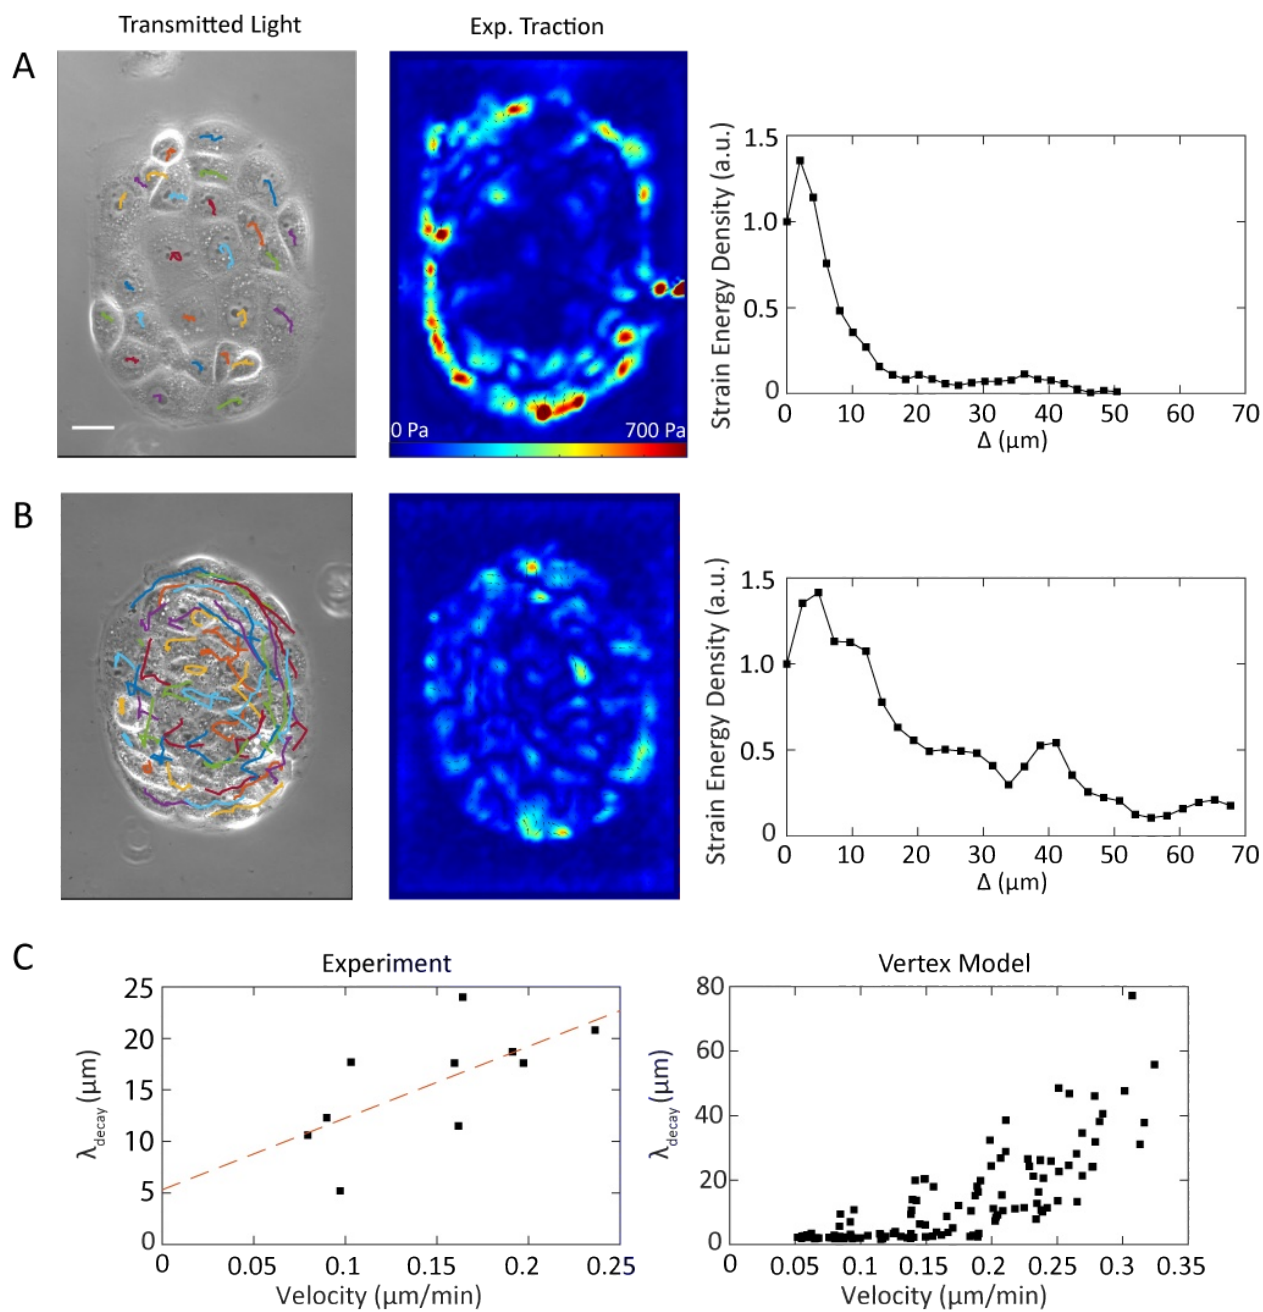 Transmitted Light
Exp. Traction
A
0 Pa
700 Pa
Strain Energy Density (a.u.)
1.5
1.0
0.5
0
0 10 20 30 40 50 60 70
Δ (μm)
B
Strain Energy Density (a.u.)
1.5
1.0
0.5
0
0 10 20 30 40 50 60 70
Δ (μm)
C
Experiment
λdecay (μm)
25
20
15
10
5
0
0 0.05 0.1 0.15 0.2 0.25
Velocity (μm/min)
Vertex Model
λdecay (μm)
80
60
40
20
0
0 0.05 0.1 0.15 0.2 0.25 0.3 0.35
Velocity (μm/min)